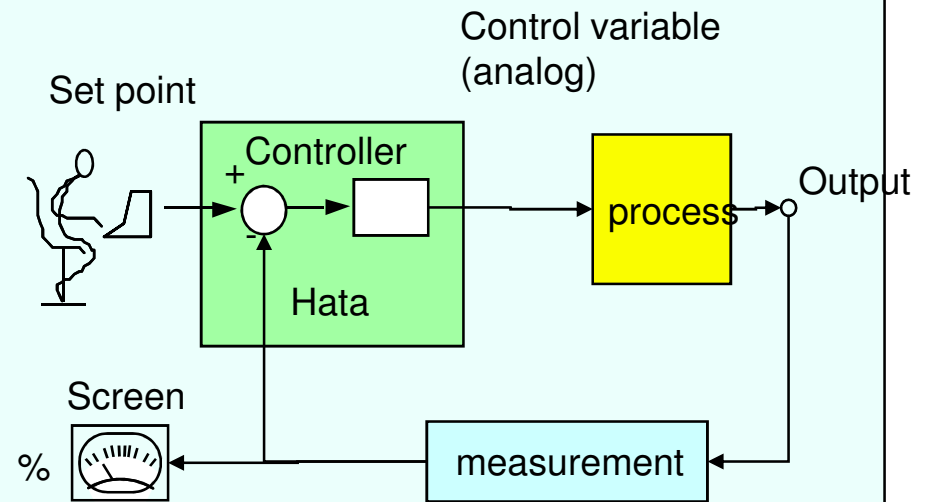 Control variable
(analog)
Set point
Controller
+
-
process
Output
Hata
Screen
%
measurement